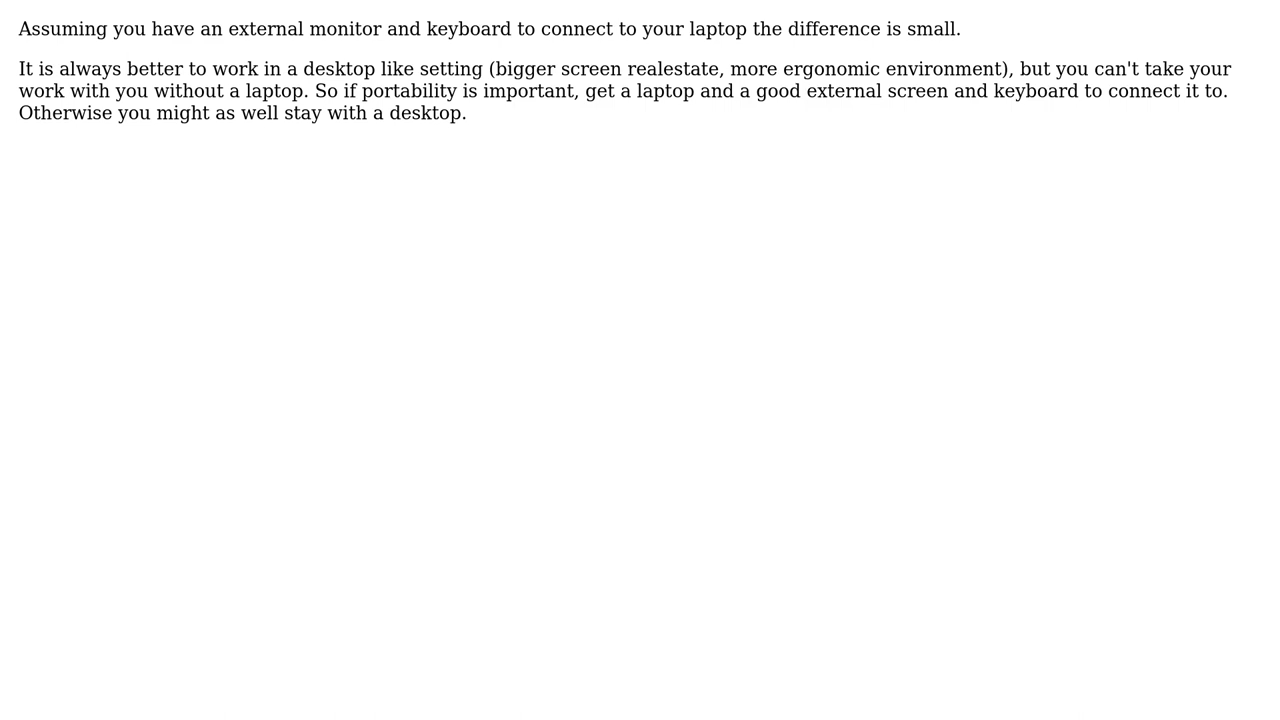 Assuming you have an external monitor and keyboard to connect to your laptop the difference is small.
It is always better to work in a desktop like setting (bigger screen realestate, more ergonomic environment), but you can't take your
work with you without a laptop. So if portability is important, get a laptop and a good external screen and keyboard to connect it to.
Otherwise you might as well stay with a desktop.